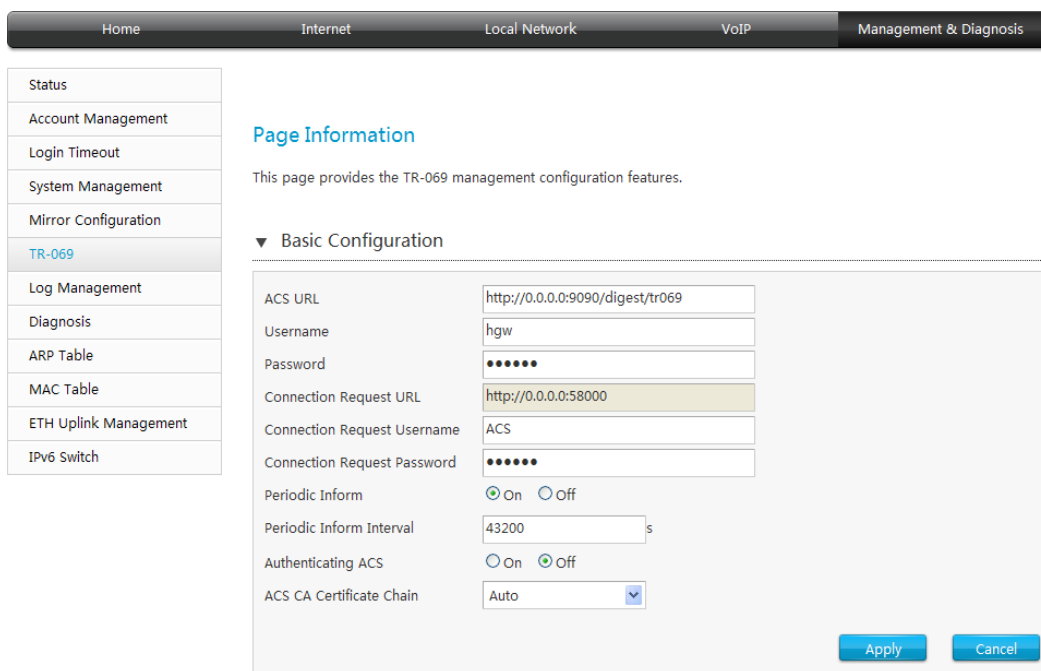 Home Internet Local Network VoIP Management & Diagnosis
Status
Account Management
Login Timeout
System Management
Mirror Configuration
TR-069
Log Management
Diagnosis
ARP Table
MAC Table
ETH Uplink Management
IPv6 Switch
Page Information
This page provides the TR-069 management configuration features.
▼ Basic Configuration
ACS URL http://0.0.0.0:9090/digest/tr069
Username hgw
Password ●●●●●●
Connection Request URL http://0.0.0.0:58000
Connection Request Username ACS
Connection Request Password ●●●●●●
Periodic Inform On Off
Periodic Inform Interval 43200 s
Authenticating ACS On Off
ACS CA Certificate Chain Auto
Apply Cancel